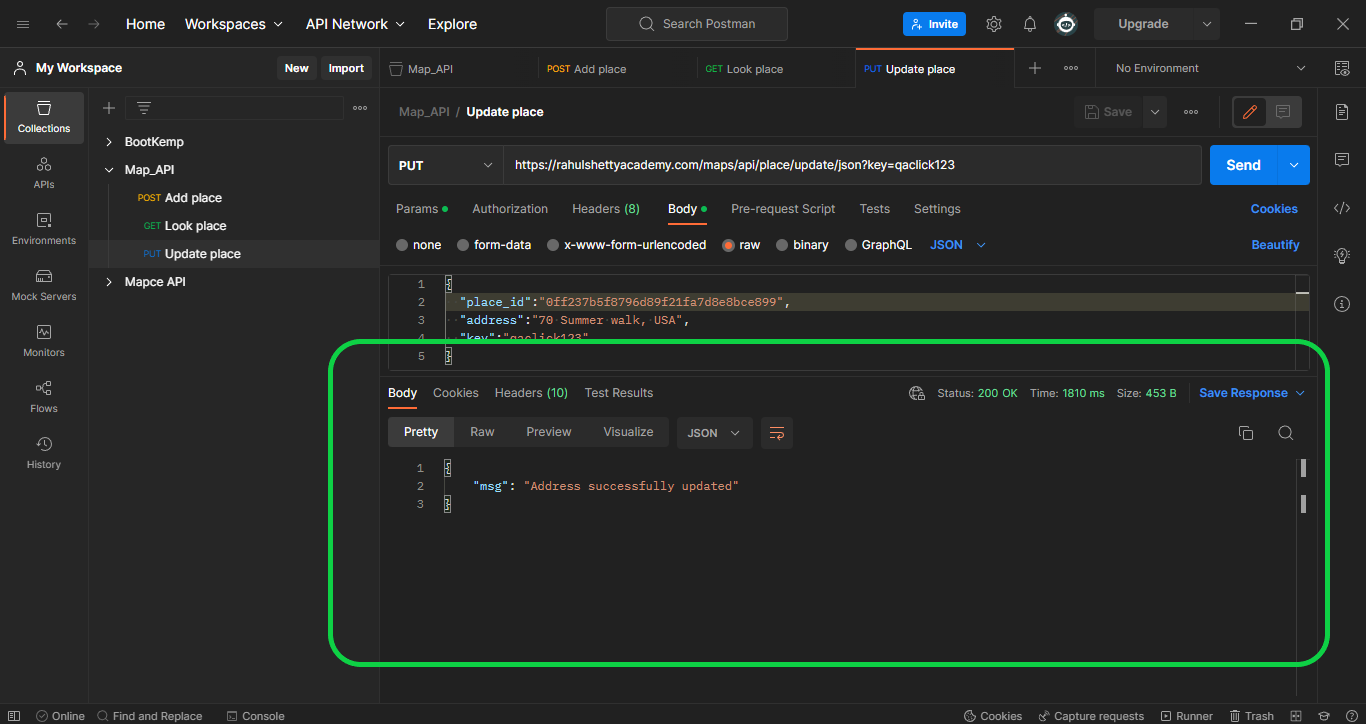 Home Workspaces API Network Explore Search Postman Invite Upgrade
My Workspace New Import Map_API POST Add place GET Look place PUT Update place No Environment
Collections
APIs
Environments
Mock Servers
Monitors
Flows
History
BootKemp
Map_API
POST Add place
GET Look place
PUT Update place
Mapce API
Map_API / Update place Save
PUT https://rahulshettyacademy.com/maps/api/place/update/json?key=qaclick123 Send
Params Authorization Headers (8) Body Pre-request Script Tests Settings Cookies
none form-data x-www-form-urlencoded raw binary GraphQL JSON Beautify
1 {
2 "place_id":"0ff237b5f8796d89f21fa7d8e8bce899",
3 "address":"70 Summer walk, USA",
4 "key":"qaclick123"
5 }
Body Cookies Headers (10) Test Results Status: 200 OK Time: 1810 ms Size: 453 B Save Response
Pretty Raw Preview Visualize JSON
1 {
2 "msg": "Address successfully updated"
3 }
Online Find and Replace Console Cookies Capture requests Runner Trash